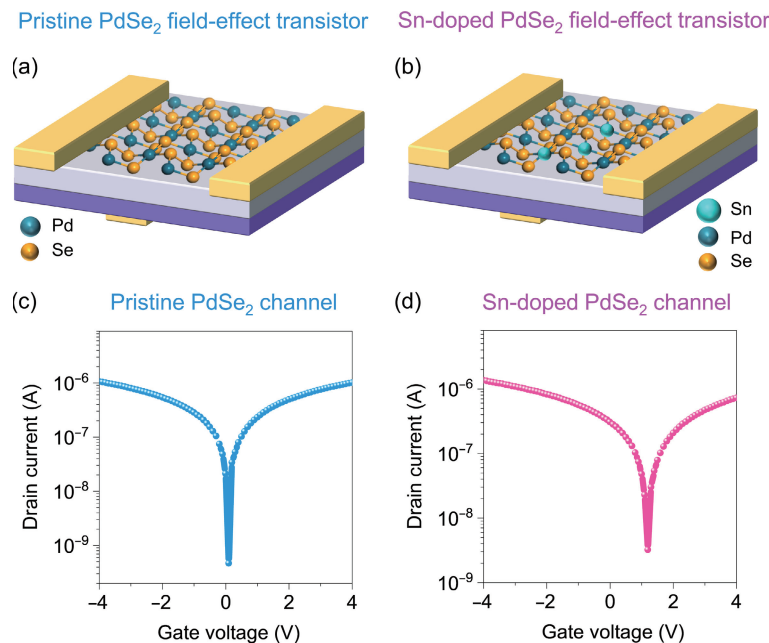 Pristine PdSe₂ field-effect transistor
Sn-doped PdSe₂ field-effect transistor
(a)
(b)
Pd
Se
Sn
Pd
Se
(c)
Pristine PdSe₂ channel
(d)
Sn-doped PdSe₂ channel
Drain current (A)
10⁻⁶
10⁻⁷
10⁻⁸
10⁻⁹
−4 −2 0 2 4
Gate voltage (V)
Drain current (A)
10⁻⁶
10⁻⁷
10⁻⁸
10⁻⁹
−4 −2 0 2 4
Gate voltage (V)